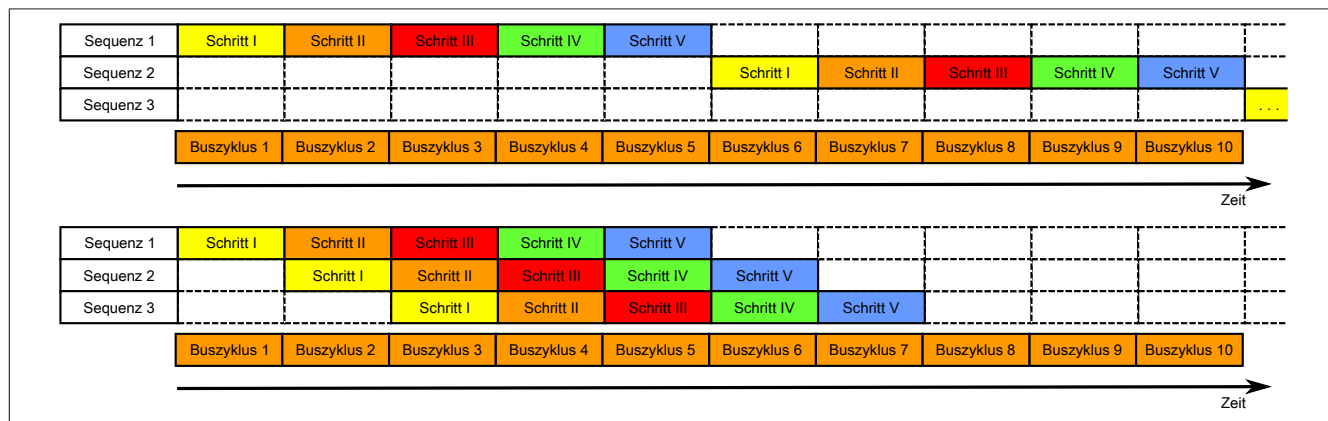 Sequenz 1 Schritt I Schritt II Schritt III Schritt IV Schritt V
Sequenz 2 Schritt I Schritt II Schritt III Schritt IV Schritt V
Sequenz 3 . . .
Buszyklus 1 Buszyklus 2 Buszyklus 3 Buszyklus 4 Buszyklus 5 Buszyklus 6 Buszyklus 7 Buszyklus 8 Buszyklus 9 Buszyklus 10
Zeit
Sequenz 1 Schritt I Schritt II Schritt III Schritt IV Schritt V
Sequenz 2 Schritt I Schritt II Schritt III Schritt IV Schritt V
Sequenz 3 Schritt I Schritt II Schritt III Schritt IV Schritt V
Buszyklus 1 Buszyklus 2 Buszyklus 3 Buszyklus 4 Buszyklus 5 Buszyklus 6 Buszyklus 7 Buszyklus 8 Buszyklus 9 Buszyklus 10
Zeit